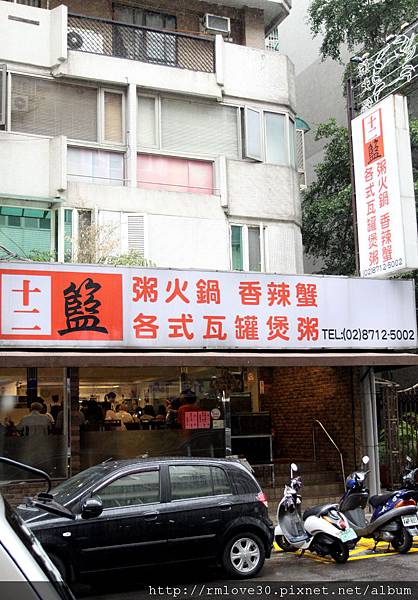 十二
籃
粥火鍋 香辣蟹
各式瓦罐煲粥
TEL:(02)8712-5002
十二
籃
粥火鍋 香辣蟹
各式瓦罐煲粥
(02)8712-5002
http://rmlove30.pixnet.net/album